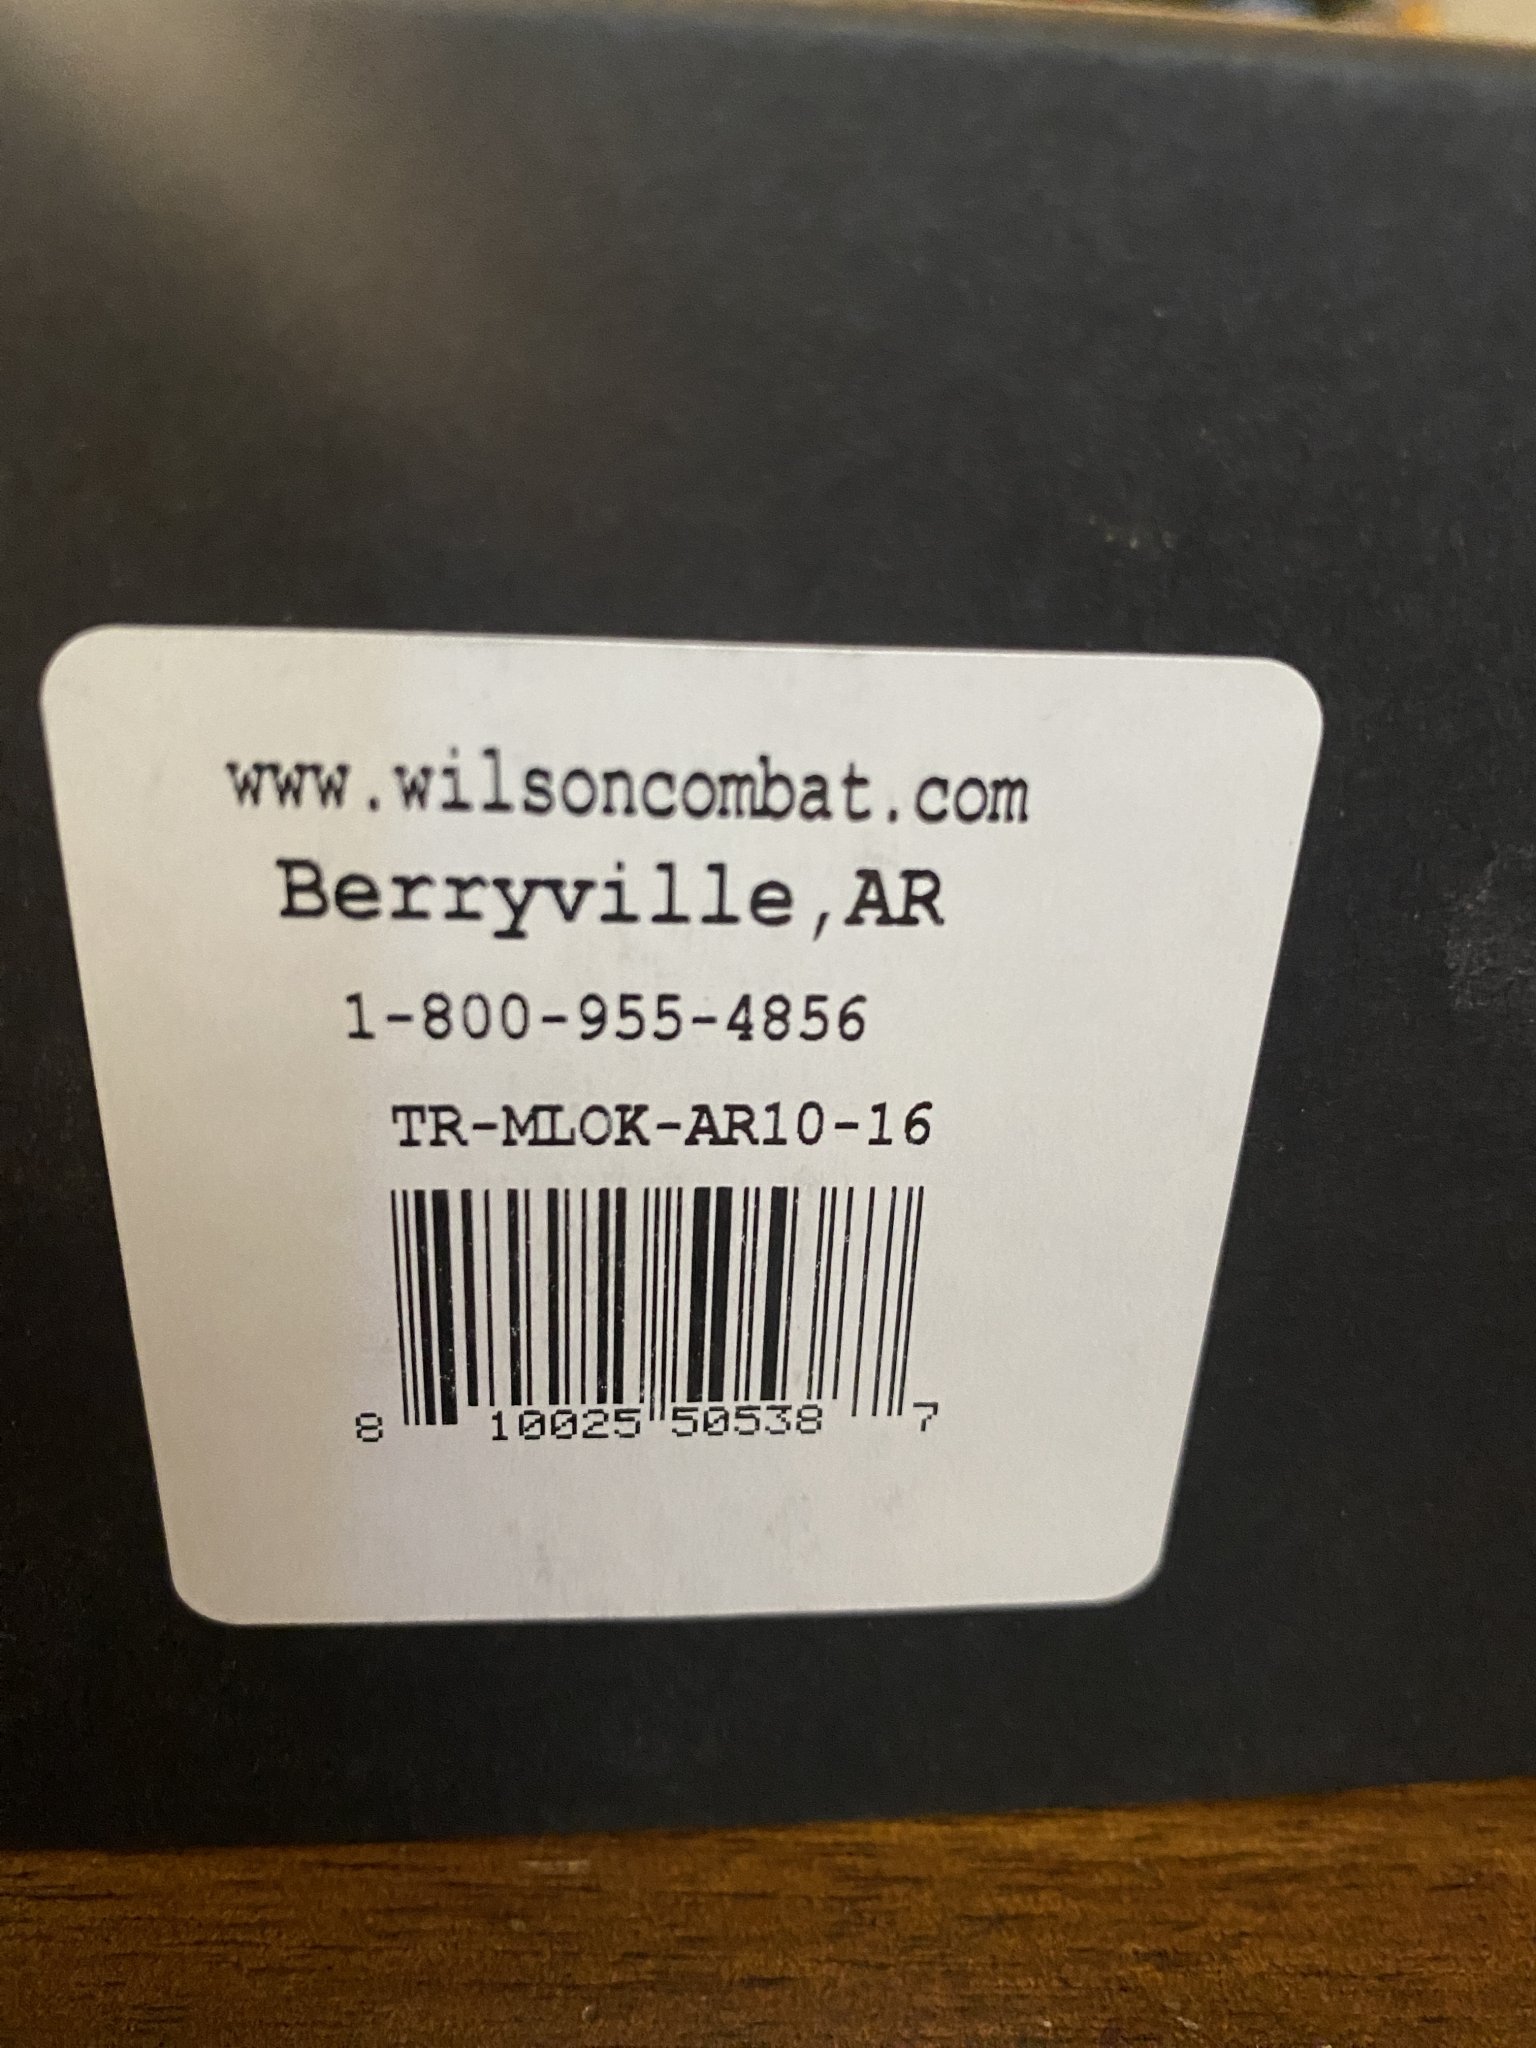 www.wilsoncombat.com
Berryville,AR
1-800-955-4856
TR-MLOK-AR10-16
8 10025 50538 7